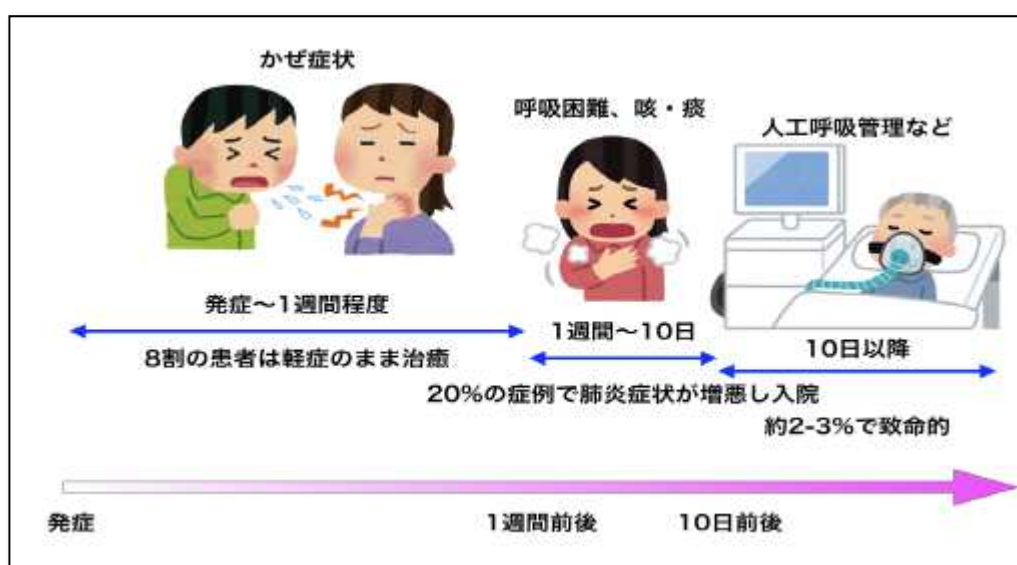 かぜ症状
呼吸困難、咳・痰
人工呼吸管理など
発症〜1週間程度
8割の患者は軽症のまま治癒
1週間〜10日
20%の症例で肺炎症状が増悪し入院
10日以降
約2-3%で致命的
発症
1週間前後
10日前後